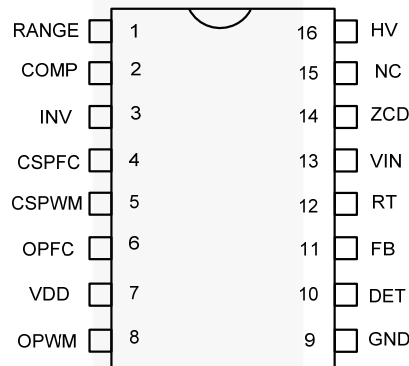 RANGE 1 16 HV
COMP 2 15 NC
INV 3 14 ZCD
CSPFC 4 13 VIN
CSPWM 5 12 RT
OPFC 6 11 FB
VDD 7 10 DET
OPWM 8 9 GND